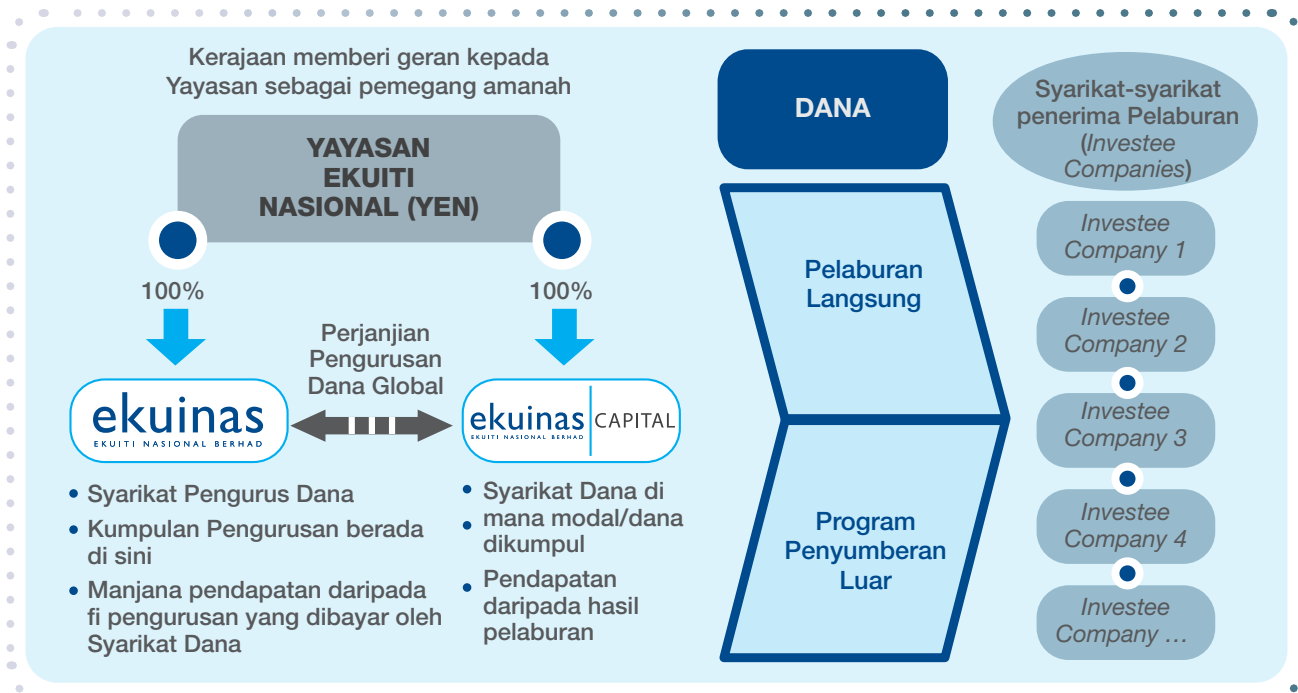 Kerajaan memberi geran kepada
Yayasan sebagai pemegang amanah
YAYASAN
EKUITI
NASIONAL (YEN)
100%
100%
Perjanjian
Pengurusan
Dana Global
ekuinas
EKUITI NASIONAL BERHAD
ekuinas
EKUITI NASIONAL BERHAD
CAPITAL
• Syarikat Pengurus Dana
• Kumpulan Pengurusan berada
di sini
• Manjana pendapatan daripada
fi pengurusan yang dibayar oleh
Syarikat Dana
• Syarikat Dana di
• mana modal/dana
dikumpul
• Pendapatan
daripada hasil
pelaburan
DANA
Pelaburan
Langsung
Program
Penyumberan
Luar
Syarikat-syarikat
penerima Pelaburan
(Investee
Companies)
Investee
Company 1
Investee
Company 2
Investee
Company 3
Investee
Company 4
Investee
Company ...